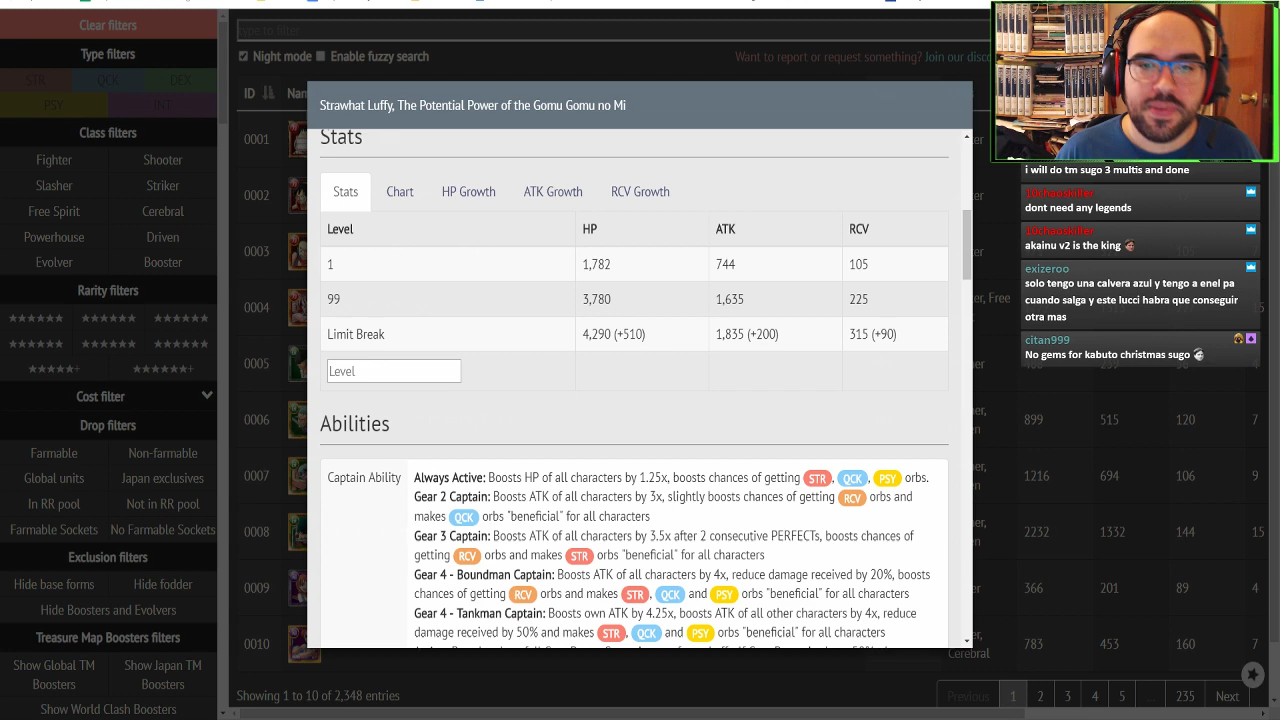 Clear filters
Type filters
STR QCK DEX
PSY INT
Class filters
Fighter Shooter
Slasher Striker
Free Spirit Cerebral
Powerhouse Driven
Evolver Booster
Rarity filters
Cost filter
Drop filters
Farmable Non-farmable
Global units Japan exclusives
In RR pool Not in RR pool
Farmable Sockets No Farmable Sockets
Exclusion filters
Hide base forms Hide fodder
Hide Boosters and Evolvers
Treasure Map Boosters filters
Show Global TM Boosters Show Japan TM Boosters
Show World Clash Boosters
type to filter
Night mode Enable fuzzy search
Want to report or request something? Join our disco
ID
0001
0002
0003
0004
0005
0006 899 515 120 7
0007 1216 694 106 9
0008 2232 1332 144 15
0009 366 201 89 4
0010 Cerebral 783 453 160 7
Showing 1 to 10 of 2,348 entries
Previous 1 2 3 4 5 ... 235 Next
Strawhat Luffy, The Potential Power of the Gomu Gomu no Mi
Stats
Stats Chart HP Growth ATK Growth RCV Growth
Level HP ATK RCV
1 1,782 744 105
99 3,780 1,635 225
Limit Break 4,290 (+510) 1,835 (+200) 315 (+90)
Level
Abilities
Captain Ability
Always Active: Boosts HP of all characters by 1.25x, boosts chances of getting STR, QCK, PSY orbs.
Gear 2 Captain: Boosts ATK of all characters by 3x, slightly boosts chances of getting RCV orbs and
makes QCK orbs "beneficial" for all characters
Gear 3 Captain: Boosts ATK of all characters by 3.5x after 2 consecutive PERFECTs, boosts chances of
getting RCV orbs and makes STR orbs "beneficial" for all characters
Gear 4 - Boundman Captain: Boosts ATK of all characters by 4x, reduce damage received by 20%, boosts
chances of getting RCV orbs and makes STR, QCK and PSY orbs "beneficial" for all characters
Gear 4 - Tankman Captain: Boosts own ATK by 4.25x, boosts ATK of all other characters by 4x, reduce
damage received by 50% and makes STR, QCK and PSY orbs "beneficial" for all characters
i will do tm sugo 3 multis and done
10chaoskiller
dont need any legends
10chaoskiller
akainu v2 is the king
exizeroo
solo tengo una calvera azul y tengo a enel pa
cuando salga y este lucci habra que conseguir
otra mas
citan999
No gems for kabuto christmas sugo